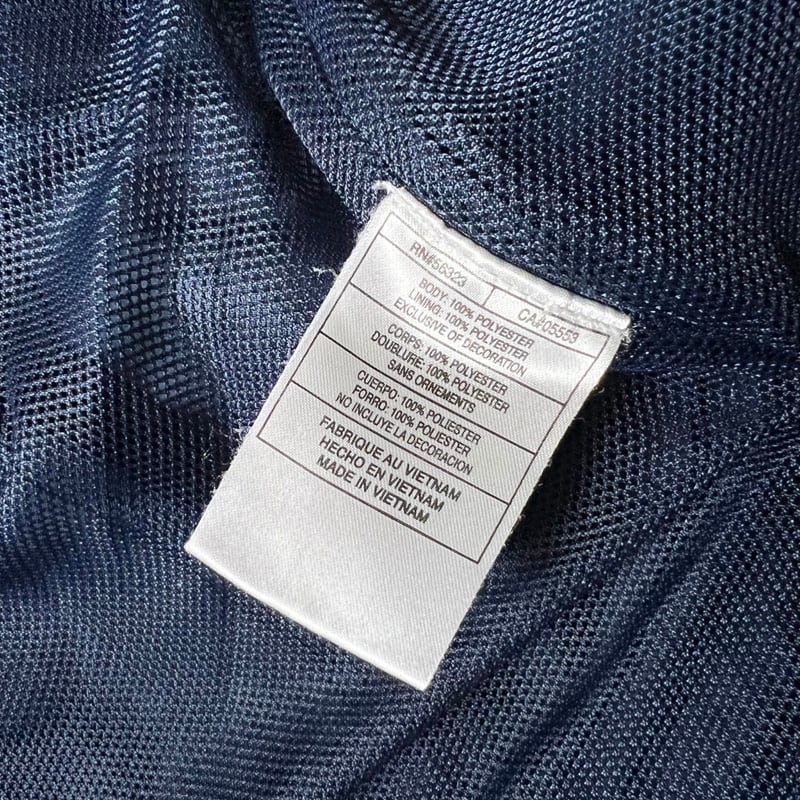 RN#56323 CA#05553
BODY: 100% POLYESTER
LINING: 100% POLYESTER
EXCLUSIVE OF DECORATION
CORPS: 100% POLYESTER
DOUBLURE: 100% POLYESTER
SANS ORNEMENTS
CUERPO: 100% POLIESTER
FORRO: 100% POLIESTER
NO INCLUYE LA DECORACION
FABRIQUE AU VIETNAM
HECHO EN VIETNAM
MADE IN VIETNAM